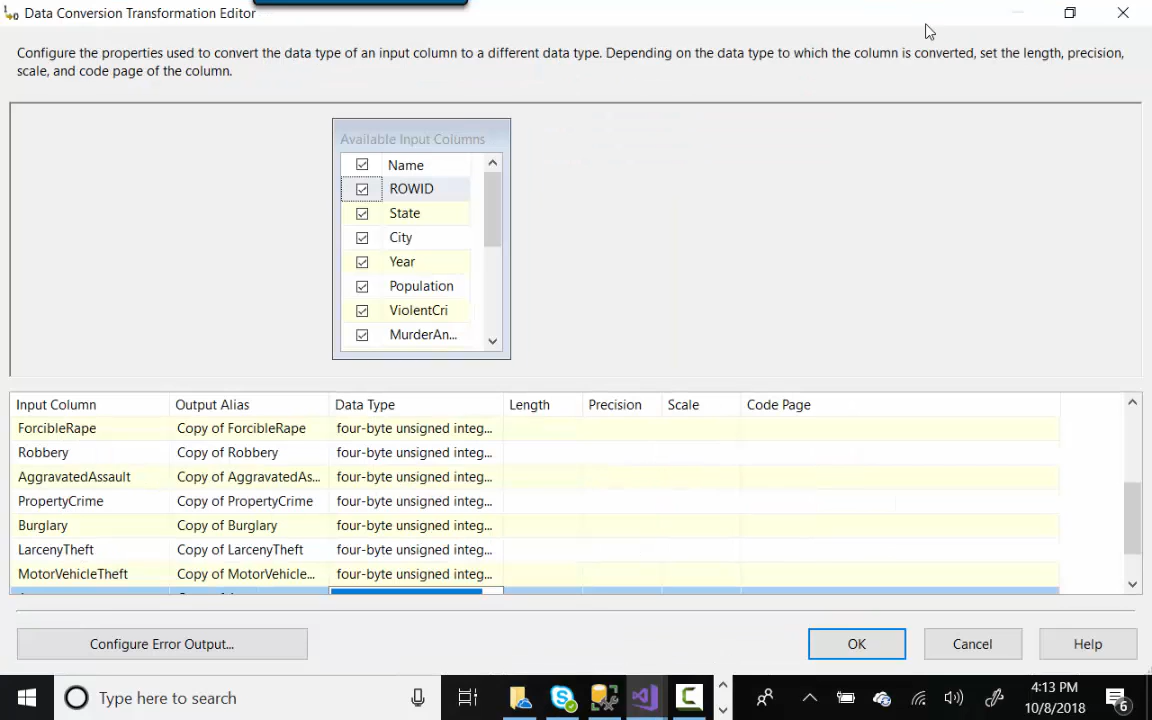 Data Conversion Transformation Editor
Configure the properties used to convert the data type of an input column to a different data type. Depending on the data type to which the column is converted, set the length, precision,
scale, and code page of the column.
Available Input Columns
Name
ROWID
State
City
Year
Population
ViolentCri
MurderAn...
Input Column Output Alias Data Type Length Precision Scale Code Page
ForcibleRape Copy of ForcibleRape four-byte unsigned integ...
Robbery Copy of Robbery four-byte unsigned integ...
AggravatedAssault Copy of AggravatedAs... four-byte unsigned integ...
PropertyCrime Copy of PropertyCrime four-byte unsigned integ...
Burglary Copy of Burglary four-byte unsigned integ...
LarcenyTheft Copy of LarcenyTheft four-byte unsigned integ...
MotorVehicleTheft Copy of MotorVehicle... four-byte unsigned integ...
Configure Error Output... OK Cancel Help
Type here to search
4:13 PM
10/8/2018
6